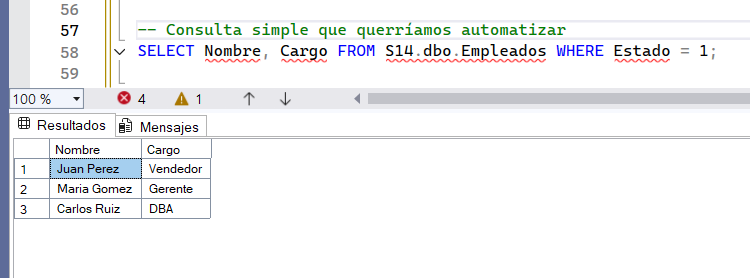 56
57 -- Consulta simple que querríamos automatizar
58 SELECT Nombre, Cargo FROM S14.dbo.Empleados WHERE Estado = 1;
59
100 % 4 1
Resultados Mensajes
Nombre Cargo
1 Juan Perez Vendedor
2 Maria Gomez Gerente
3 Carlos Ruiz DBA